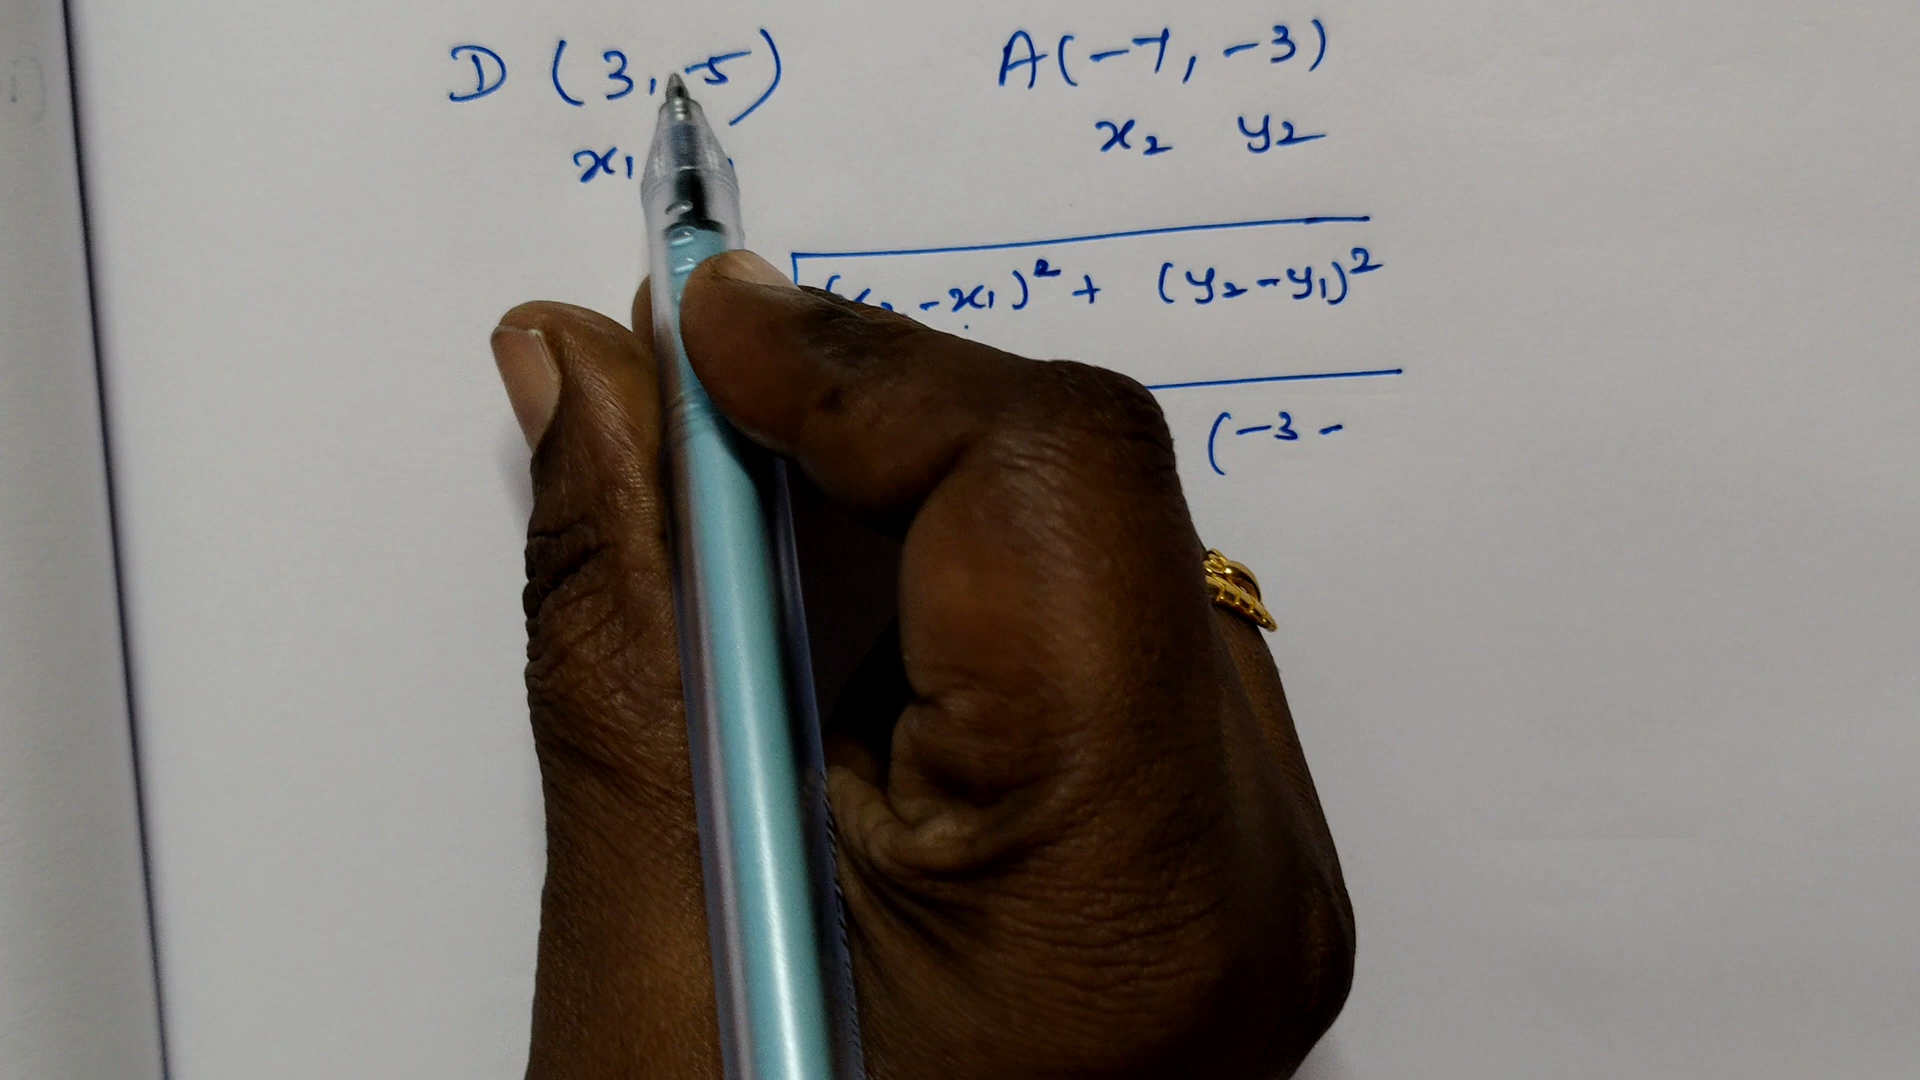 D (3, -5) A(-7, -3)
x₁ x₂ y₂
-x₁)² + (y₂-y₁)²
(-3 -